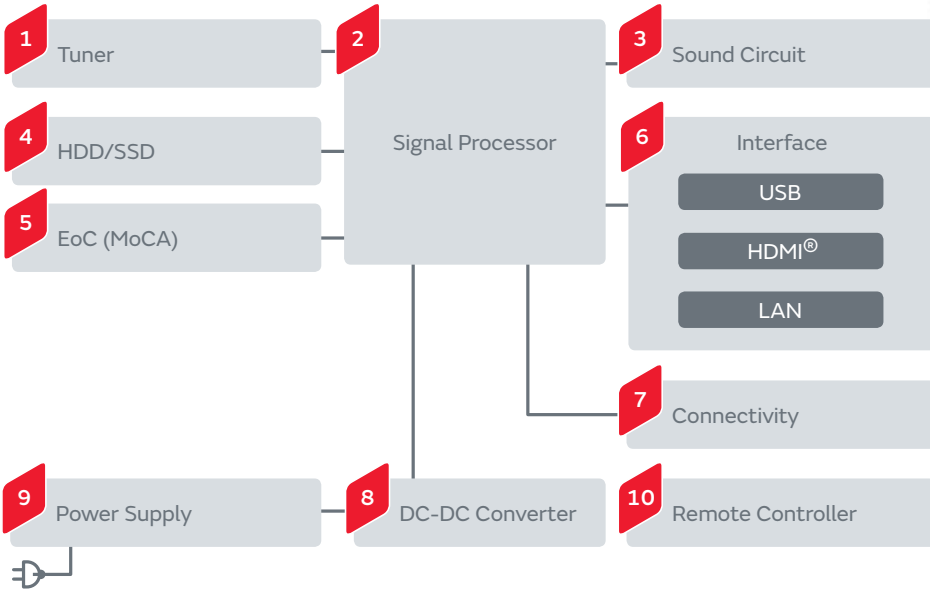 1
Tuner
2
Signal Processor
3
Sound Circuit
4
HDD/SSD
5
EoC (MoCA)
6
Interface
USB
HDMI®
LAN
7
Connectivity
9
Power Supply
8
DC-DC Converter
10
Remote Controller